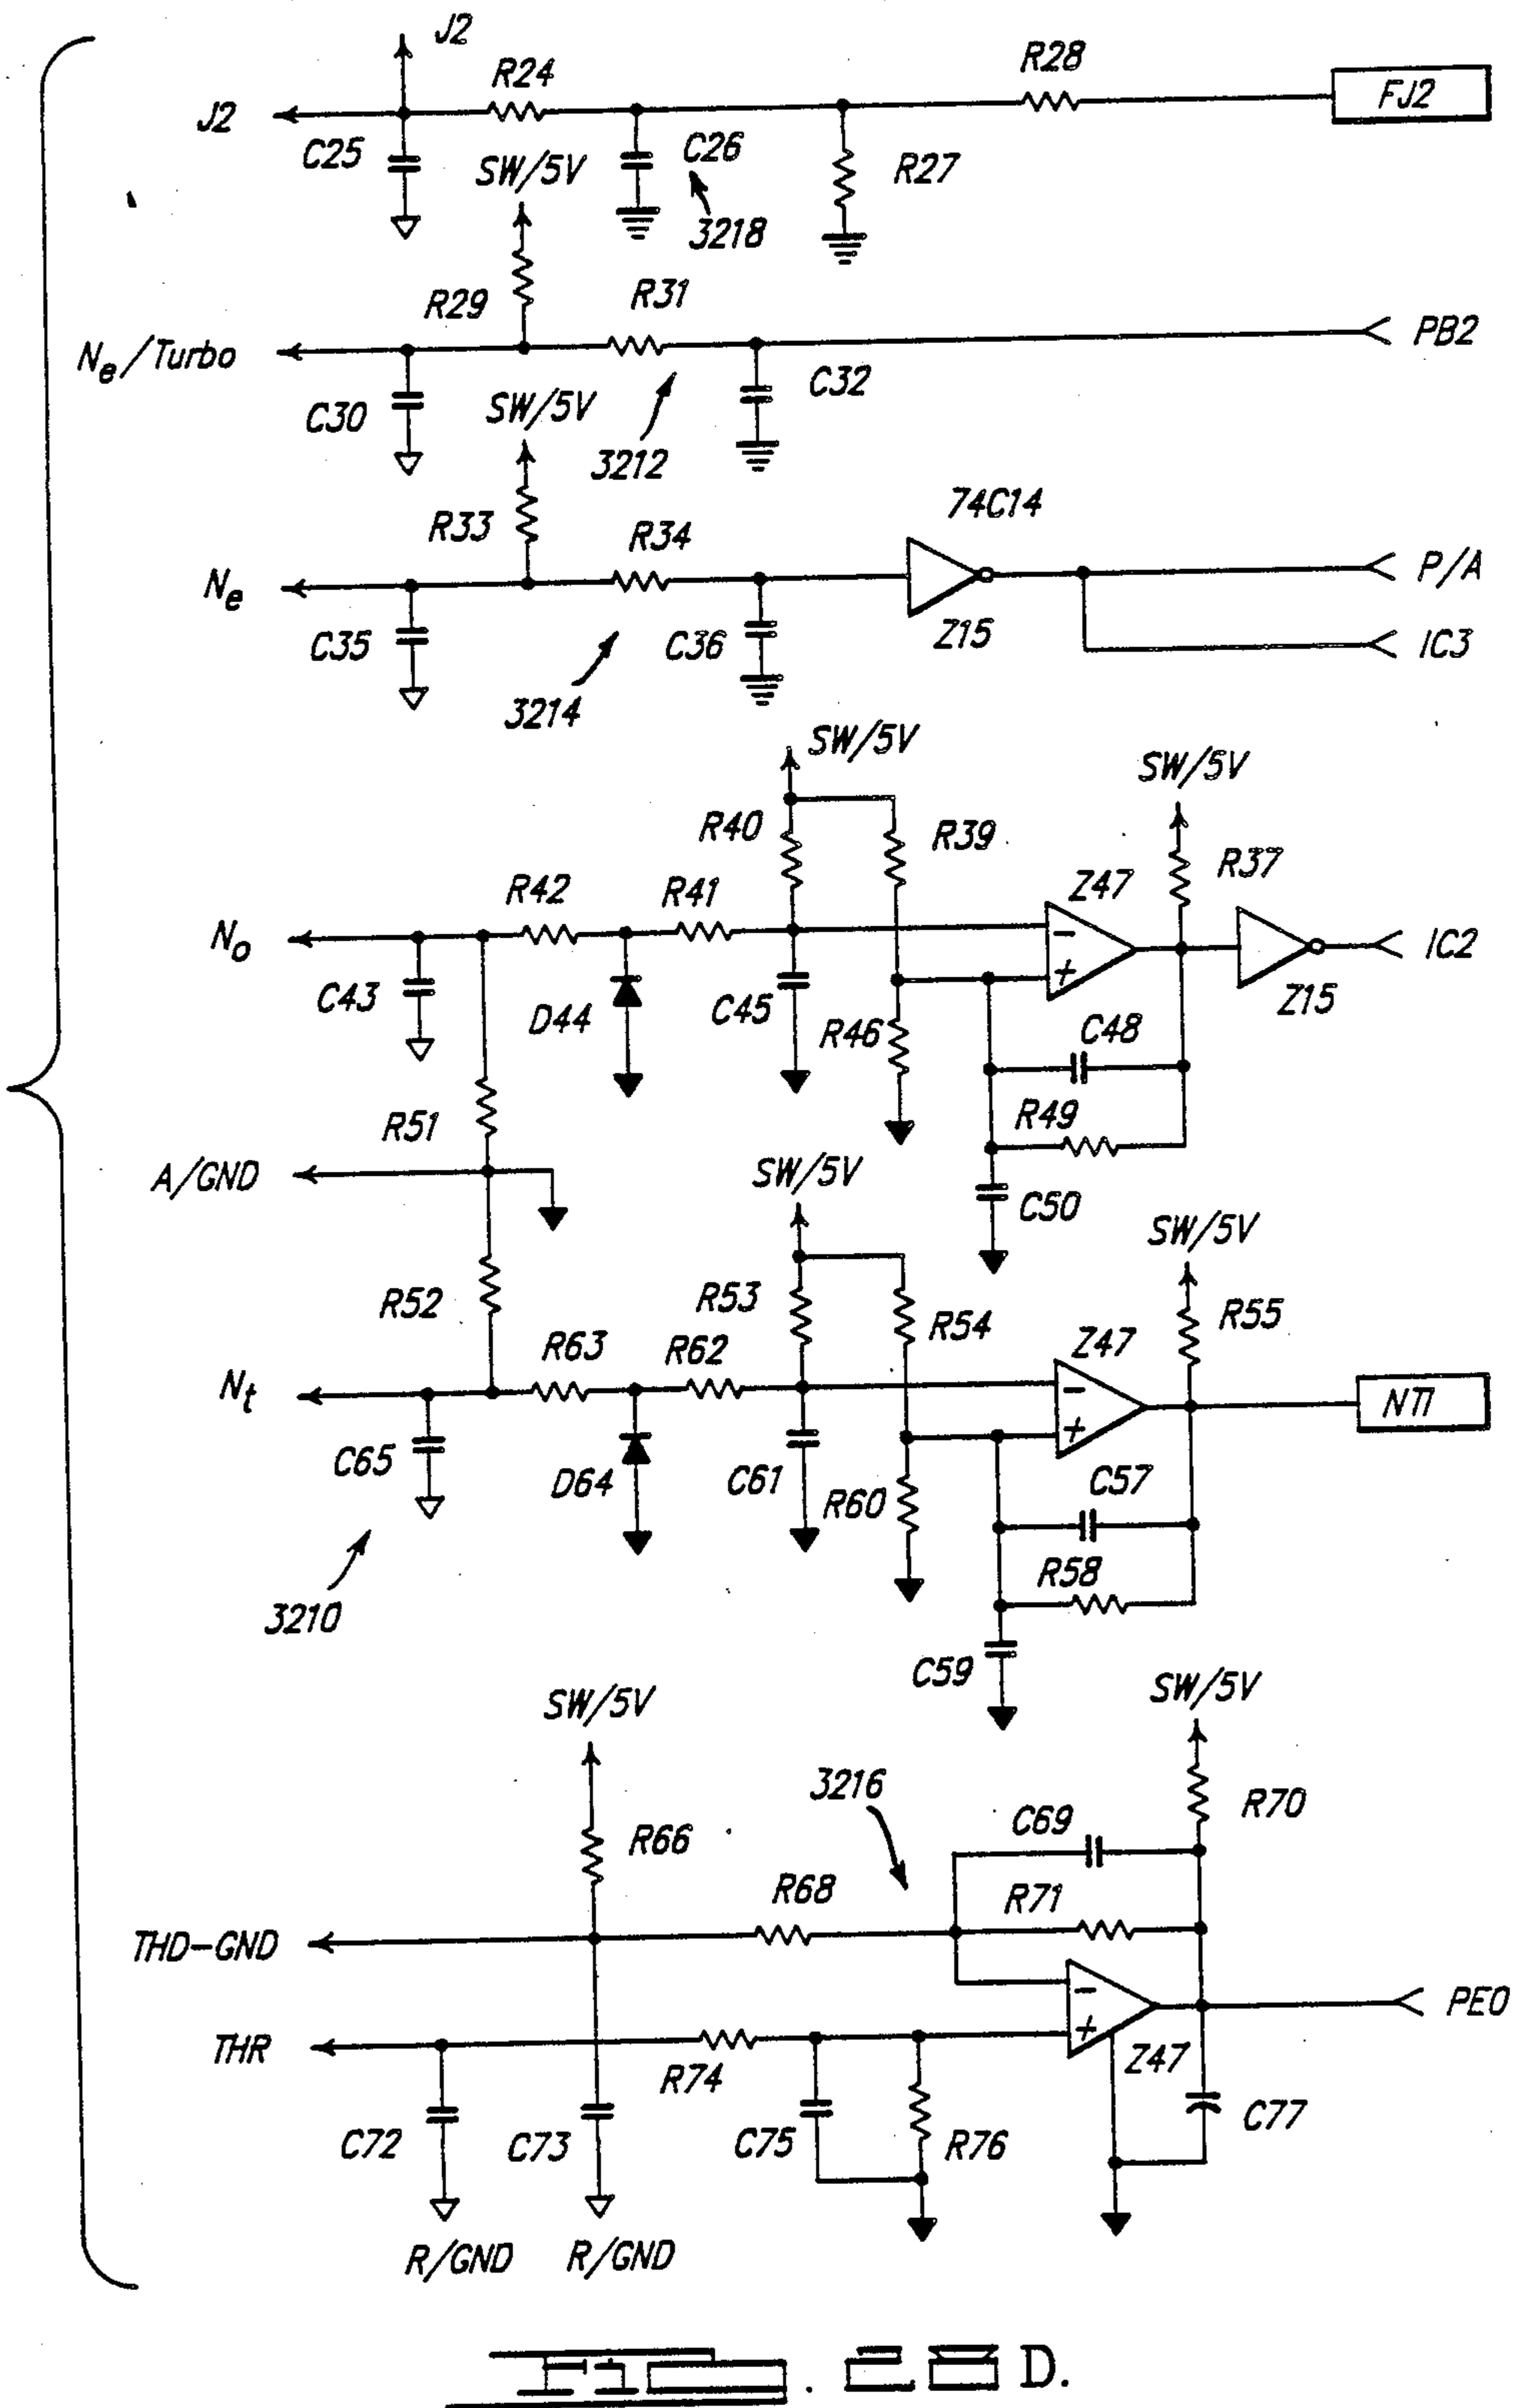 J2
R24
R28
FJ2
J2
C25
SW/5V
C26
R27
3218
R29
R31
PB2
Ne/Turbo
C32
C30
SW/5V
3212
74C14
R33
R34
P/A
Ne
C35
C36
Z15
IC3
3214
SW/5V
SW/5V
R40
R39
R37
Z47
R42
R41
No
IC2
C43
D44
C45
R46
C48
Z15
R51
R49
A/GND
SW/5V
C50
SW/5V
R52
R53
R54
R55
Z47
R63
R62
Nt
NTI
C65
D64
C61
R60
C57
R58
3210
C59
SW/5V
SW/5V
3216
C69
R70
R66
R68
R71
THD-GND
PE0
THR
R74
Z47
C72
C73
C75
R76
C77
R/GND
R/GND
D.